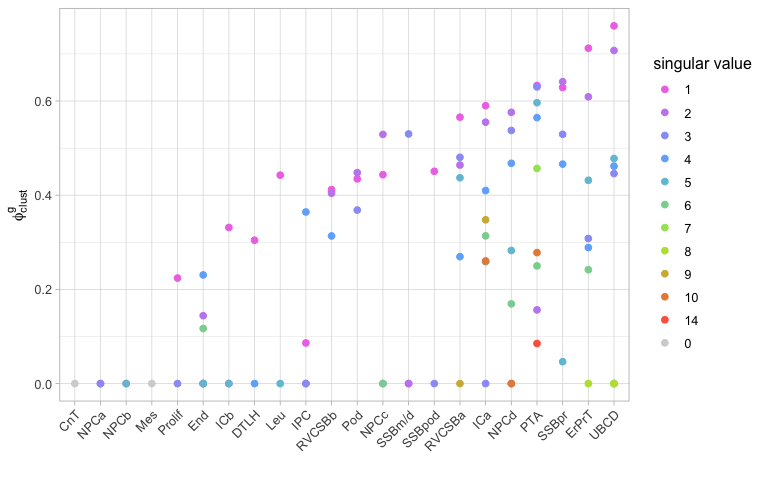 singular value
1
2
3
4
5
6
7
8
9
10
14
0
0.6
0.4
0.2
0.0
ϕ^g_clust
CnT
NPCa
NPCb
Mes
Prolif
End
ICb
DTLH
Leu
IPC
RVCSBb
Pod
NPCc
SSBm/d
SSBpod
RVCSBa
ICa
NPCd
PTA
SSBpr
ErPrT
UBCD